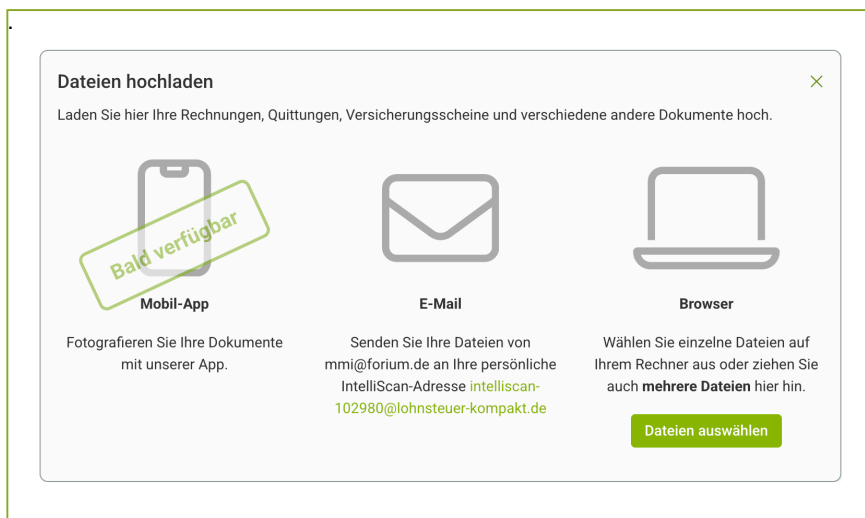 .
Dateien hochladen
Laden Sie hier Ihre Rechnungen, Quittungen, Versicherungsscheine und verschiedene andere Dokumente hoch.
Bald verfügbar
Mobil-App
Fotografieren Sie Ihre Dokumente
mit unserer App.
E-Mail
Senden Sie Ihre Dateien von
mmi@forium.de an Ihre persönliche
IntelliScan-Adresse intelliscan-
102980@lohnsteuer-kompakt.de
Browser
Wählen Sie einzelne Dateien auf
Ihrem Rechner aus oder ziehen Sie
auch mehrere Dateien hier hin.
Dateien auswählen